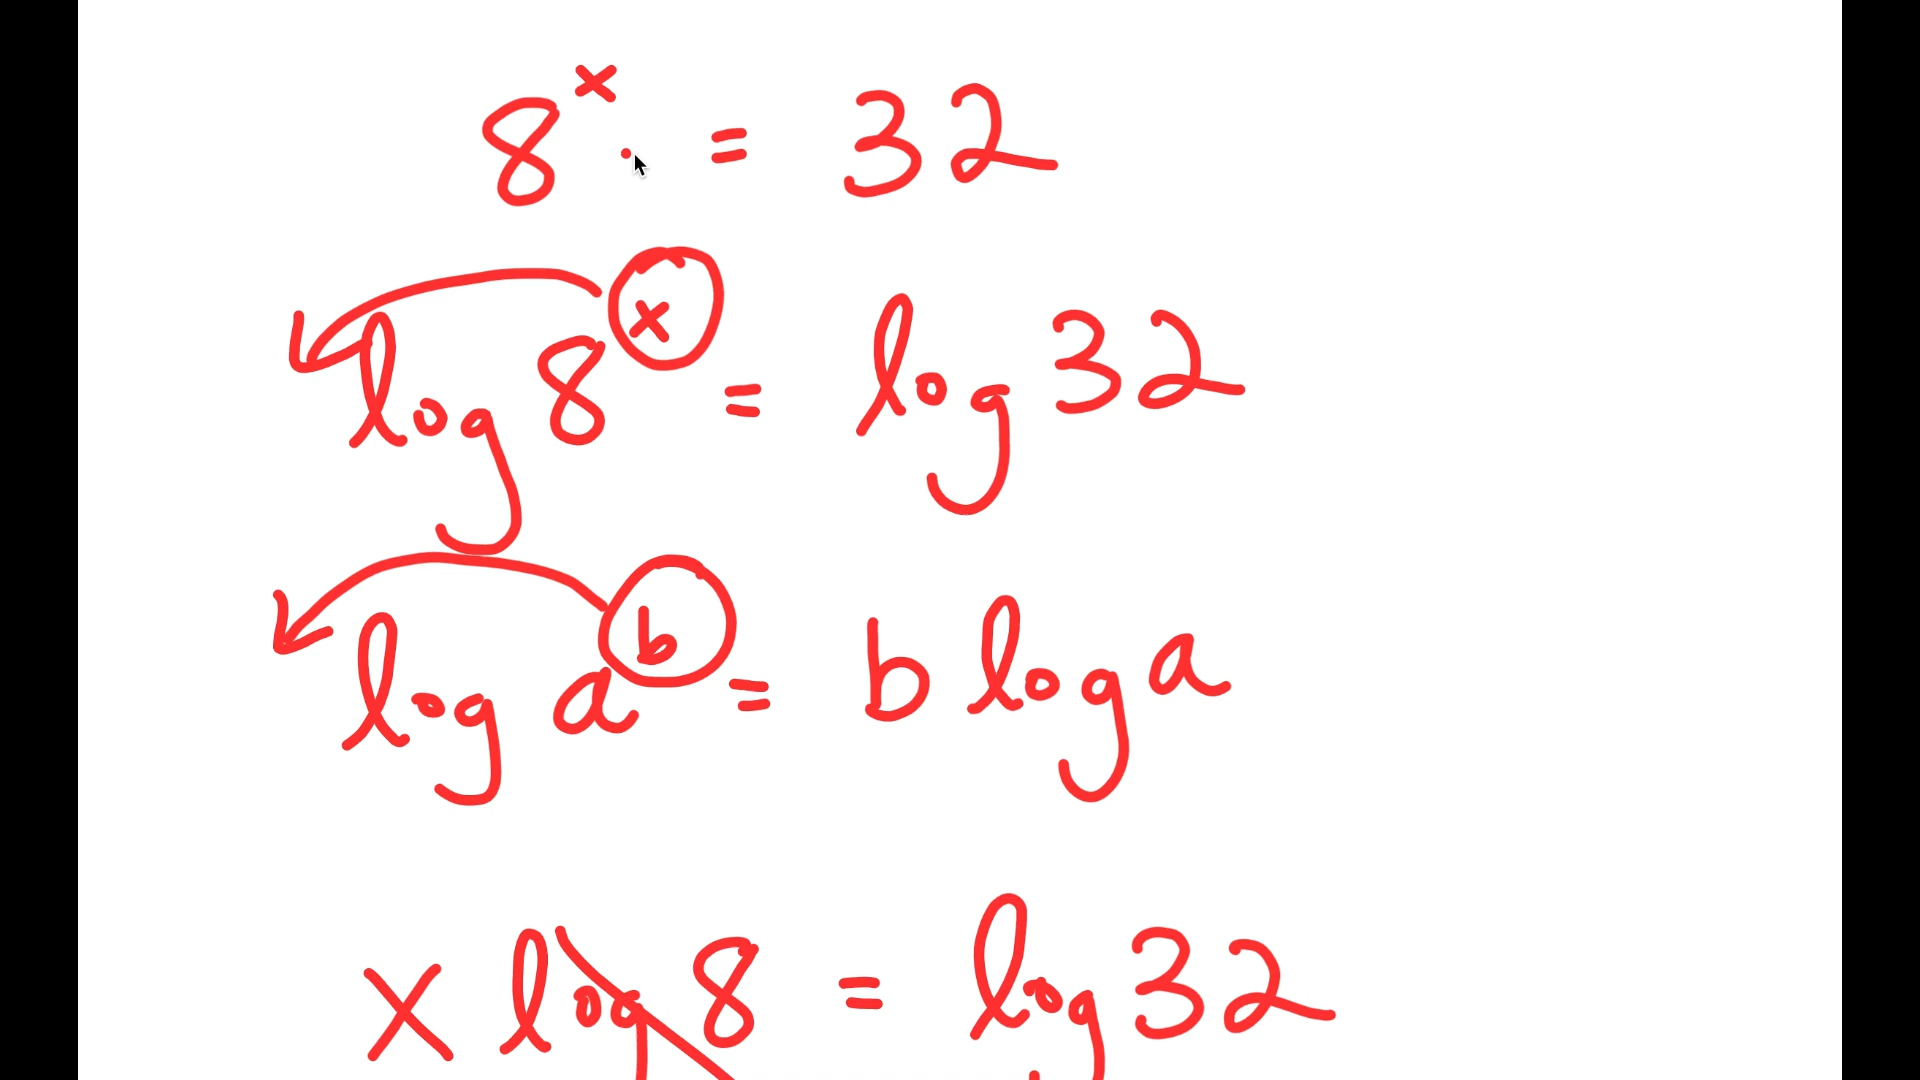 8^x = 32
log 8^x = log 32
log a^b = b log a
x log 8 = log 32